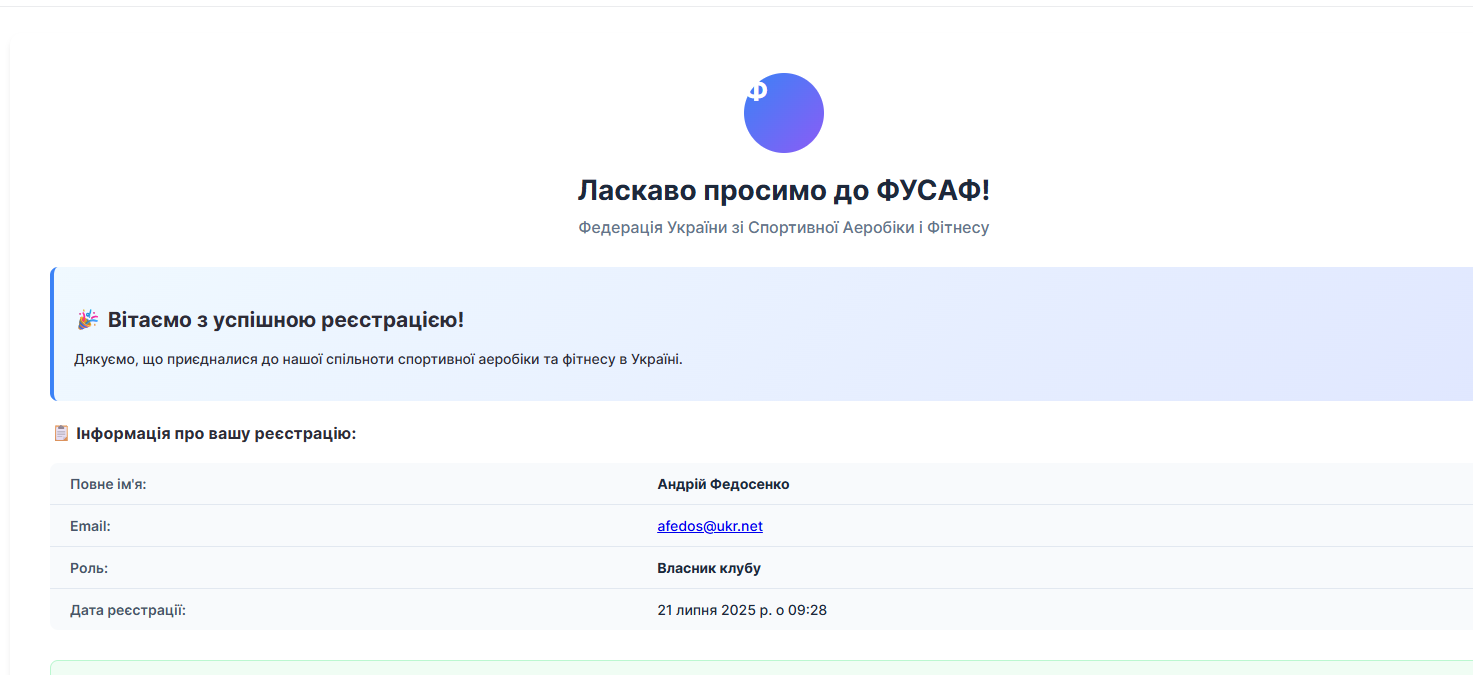 Ф
Ласкаво просимо до ФУСАФ!
Федерація України зі Спортивної Аеробіки і Фітнесу
🎉 Вітаємо з успішною реєстрацією!
Дякуємо, що приєдналися до нашої спільноти спортивної аеробіки та фітнесу в Україні.
📋 Інформація про вашу реєстрацію:
Повне ім'я: Андрій Федосенко
Email: afedos@ukr.net
Роль: Власник клубу
Дата реєстрації: 21 липня 2025 р. о 09:28